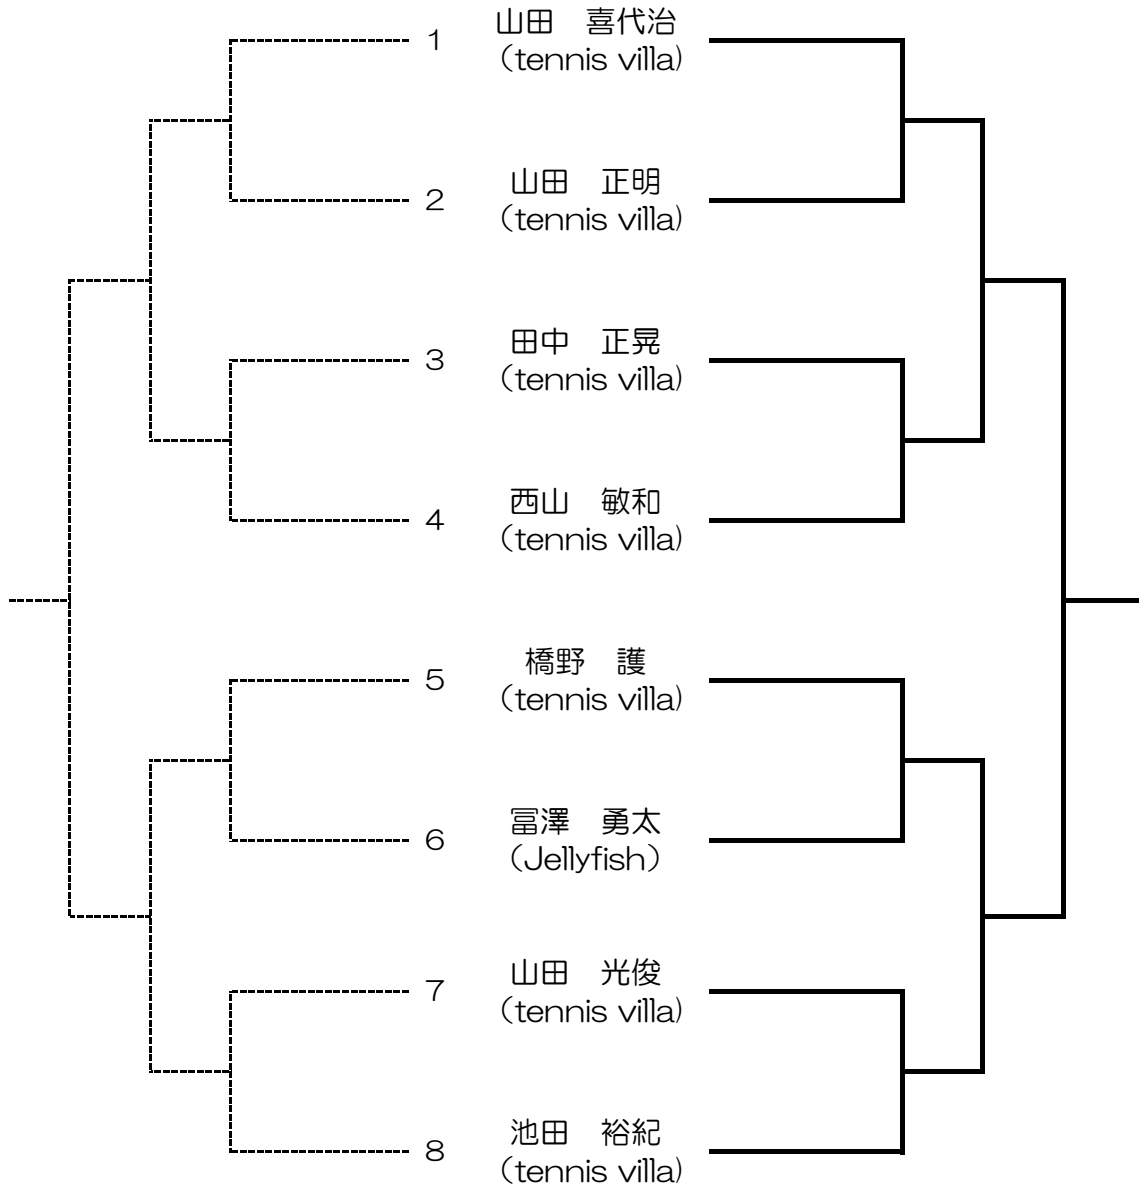 1 山田　喜代治
(tennis villa)
2 山田　正明
(tennis villa)
3 田中　正晃
(tennis villa)
4 西山　敏和
(tennis villa)
5 橋野　護
(tennis villa)
6 冨澤　勇太
(Jellyfish)
7 山田　光俊
(tennis villa)
8 池田　裕紀
(tennis villa)